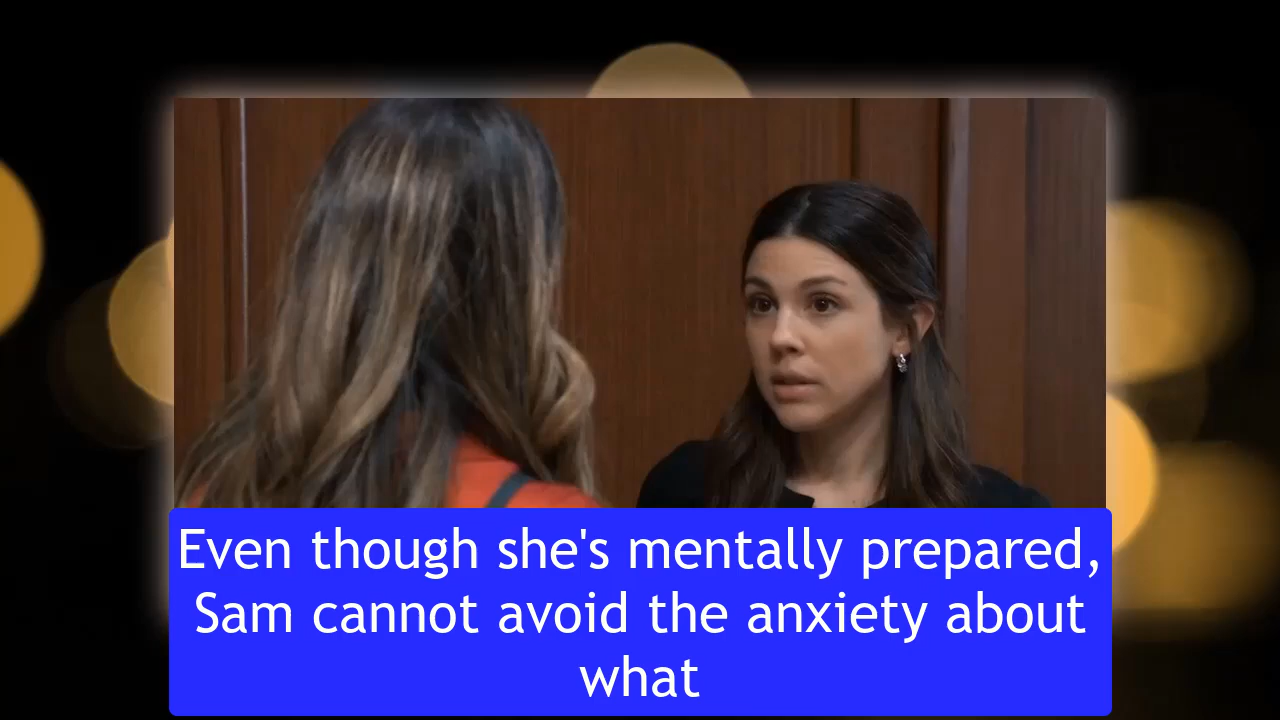 Even though she's mentally prepared,
Sam cannot avoid the anxiety about
what